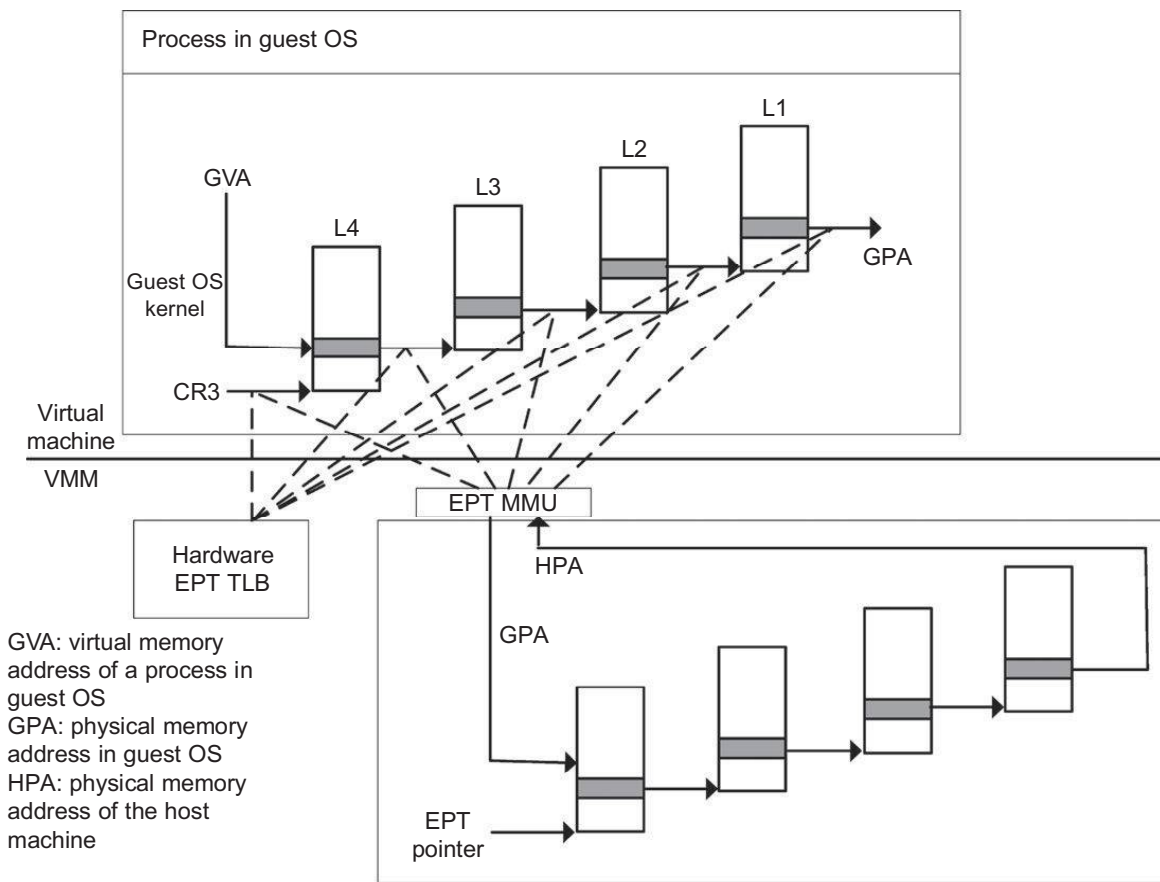 Process in guest OS
L1
L2
L3
GVA
L4
GPA
Guest OS
kernel
CR3
Virtual
machine
VMM
EPT MMU
Hardware
EPT TLB
HPA
GPA
GVA: virtual memory
address of a process in
guest OS
GPA: physical memory
address in guest OS
HPA: physical memory
address of the host
machine
EPT
pointer